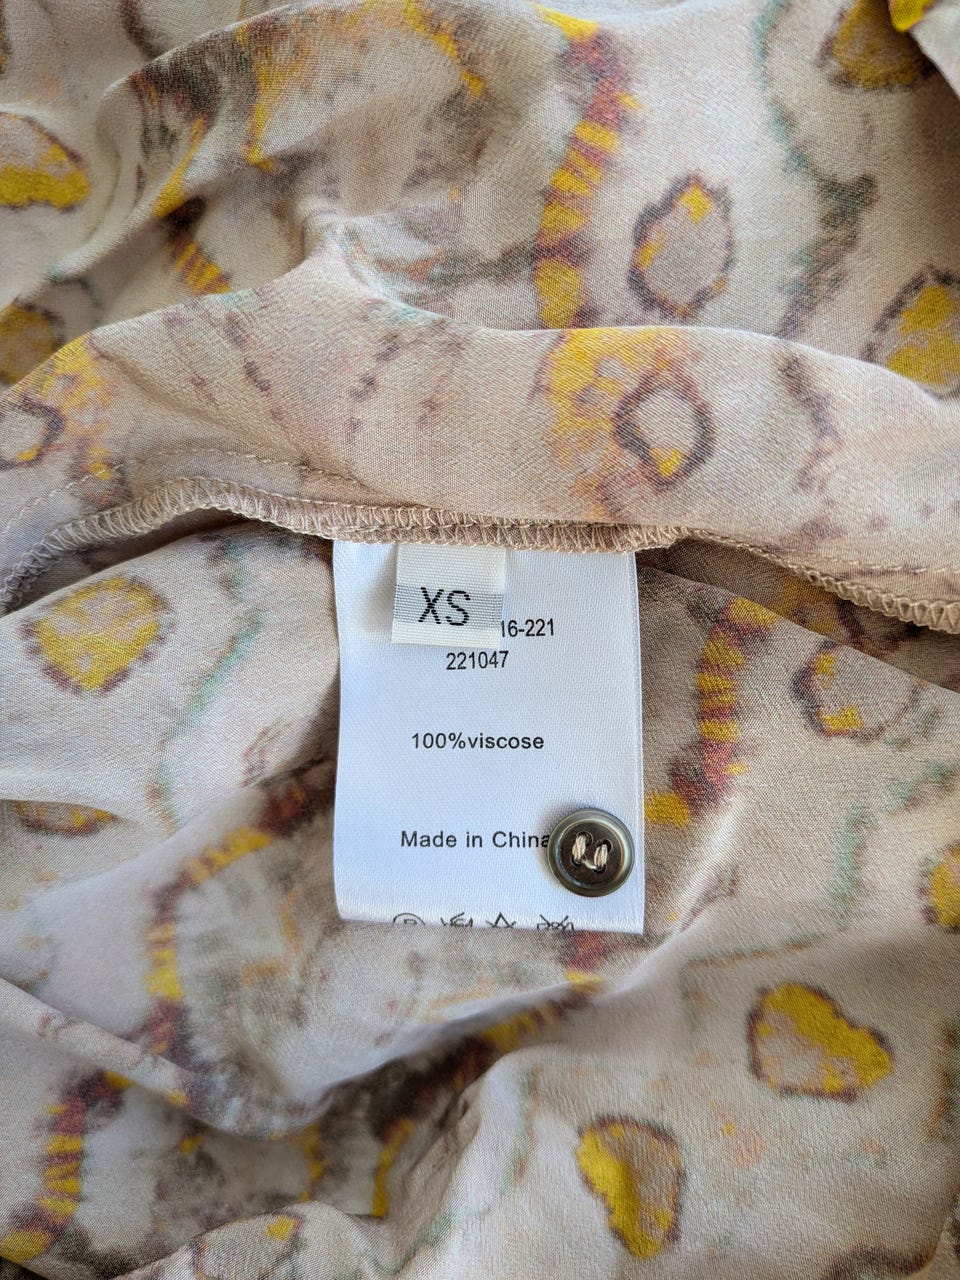 XS
16-221
221047
100%viscose
Made in China